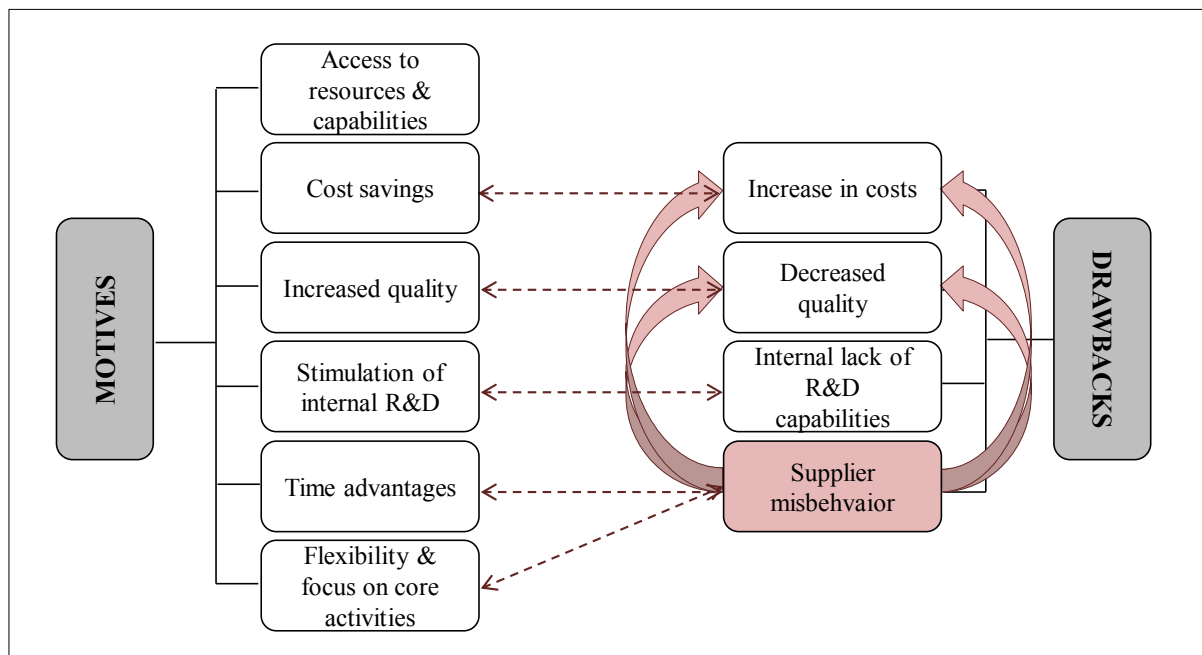 MOTIVES
Access to
resources &
capabilities
Cost savings
Increased quality
Stimulation of
internal R&D
Time advantages
Flexibility &
focus on core
activities
Increase in costs
Decreased
quality
Internal lack of
R&D
capabilities
Supplier
misbehvaior
DRAWBACKS